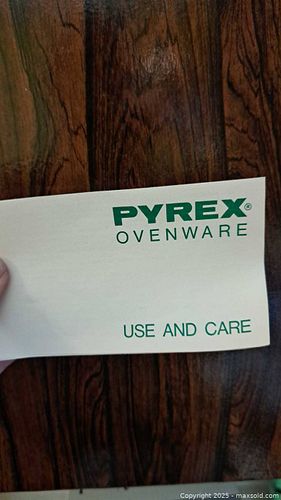 PYREX®
OVENWARE
USE AND CARE
Copyright 2025 - maxsold.com